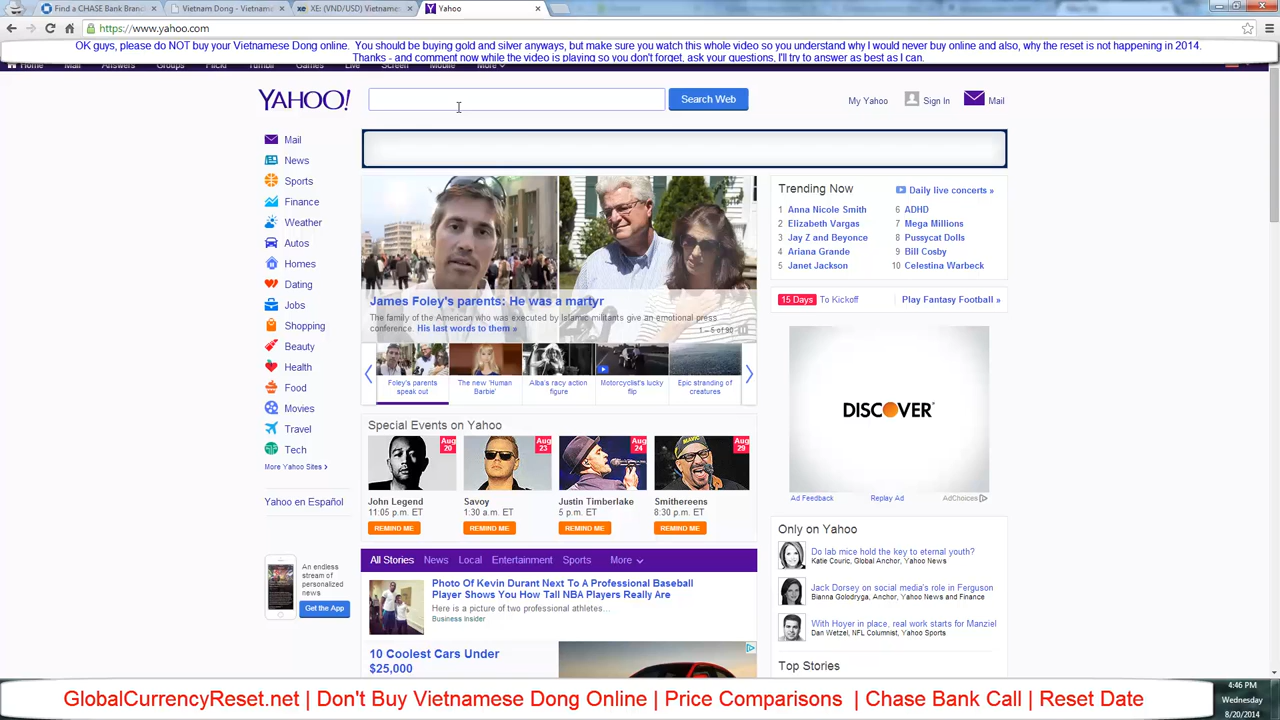 Find a CHASE Bank Branc
Vietnam Dong - Vietname
XE: (VND/USD) Vietname
Yahoo
https://www.yahoo.com
OK guys, please do NOT buy your Vietnamese Dong online. You should be buying gold and silver anyways, but make sure you watch this whole video so you understand why I would never buy online and also, why the reset is not happening in 2014.
Thanks - and comment now while the video is playing so you don't forget, ask your questions, I'll try to answer as best as I can.
Home Mail Answers Groups Flickr Tumblr Games Live Screen Mobile More
YAHOO!
Search Web
My Yahoo Sign In Mail
Mail
News
Sports
Finance
Weather
Autos
Homes
Dating
Jobs
Shopping
Beauty
Health
Food
Movies
Travel
Tech
More Yahoo Sites >
Yahoo en Español
An endless
stream of
personalized
news
Get the App
James Foley's parents: He was a martyr
The family of the American who was executed by Islamic militants give an emotional press
conference. His last words to them »
1 – 5 of 90
Foley's parents
speak out
The new 'Human
Barbie'
Alba's racy action
figure
Motorcyclist's lucky
flip
Epic stranding of
creatures
Special Events on Yahoo
Aug
20
Aug
23
Aug
24
Aug
29
John Legend
11:05 p.m. ET
REMIND ME
Savoy
1:30 a.m. ET
REMIND ME
Justin Timberlake
5 p.m. ET
REMIND ME
Smithereens
8:30 p.m. ET
REMIND ME
All Stories News Local Entertainment Sports More
Photo Of Kevin Durant Next To A Professional Baseball
Player Shows You How Tall NBA Players Really Are
Here is a picture of two professional athletes...
Business Insider
10 Coolest Cars Under
$25,000
Trending Now
Daily live concerts »
1 Anna Nicole Smith
2 Elizabeth Vargas
3 Jay Z and Beyonce
4 Ariana Grande
5 Janet Jackson
6 ADHD
7 Mega Millions
8 Pussycat Dolls
9 Bill Cosby
10 Celestina Warbeck
15 Days To Kickoff
Play Fantasy Football »
DISCOVER
Ad Feedback Replay Ad AdChoices
Only on Yahoo
Do lab mice hold the key to eternal youth?
Katie Couric, Global Anchor, Yahoo News
Jack Dorsey on social media's role in Ferguson
Bianna Golodryga, Anchor, Yahoo News and Finance
With Hoyer in place, real work starts for Manziel
Dan Wetzel, NFL Columnist, Yahoo Sports
Top Stories
GlobalCurrencyReset.net | Don't Buy Vietnamese Dong Online | Price Comparisons | Chase Bank Call | Reset Date
4:46 PM
Wednesday
8/20/2014